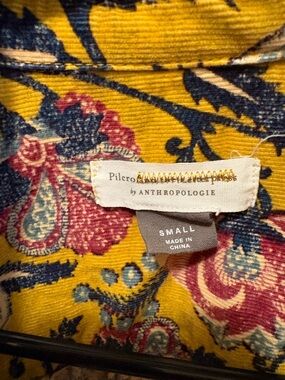 Pilcro
by ANTHROPOLOGIE
SMALL
MADE IN
CHINA